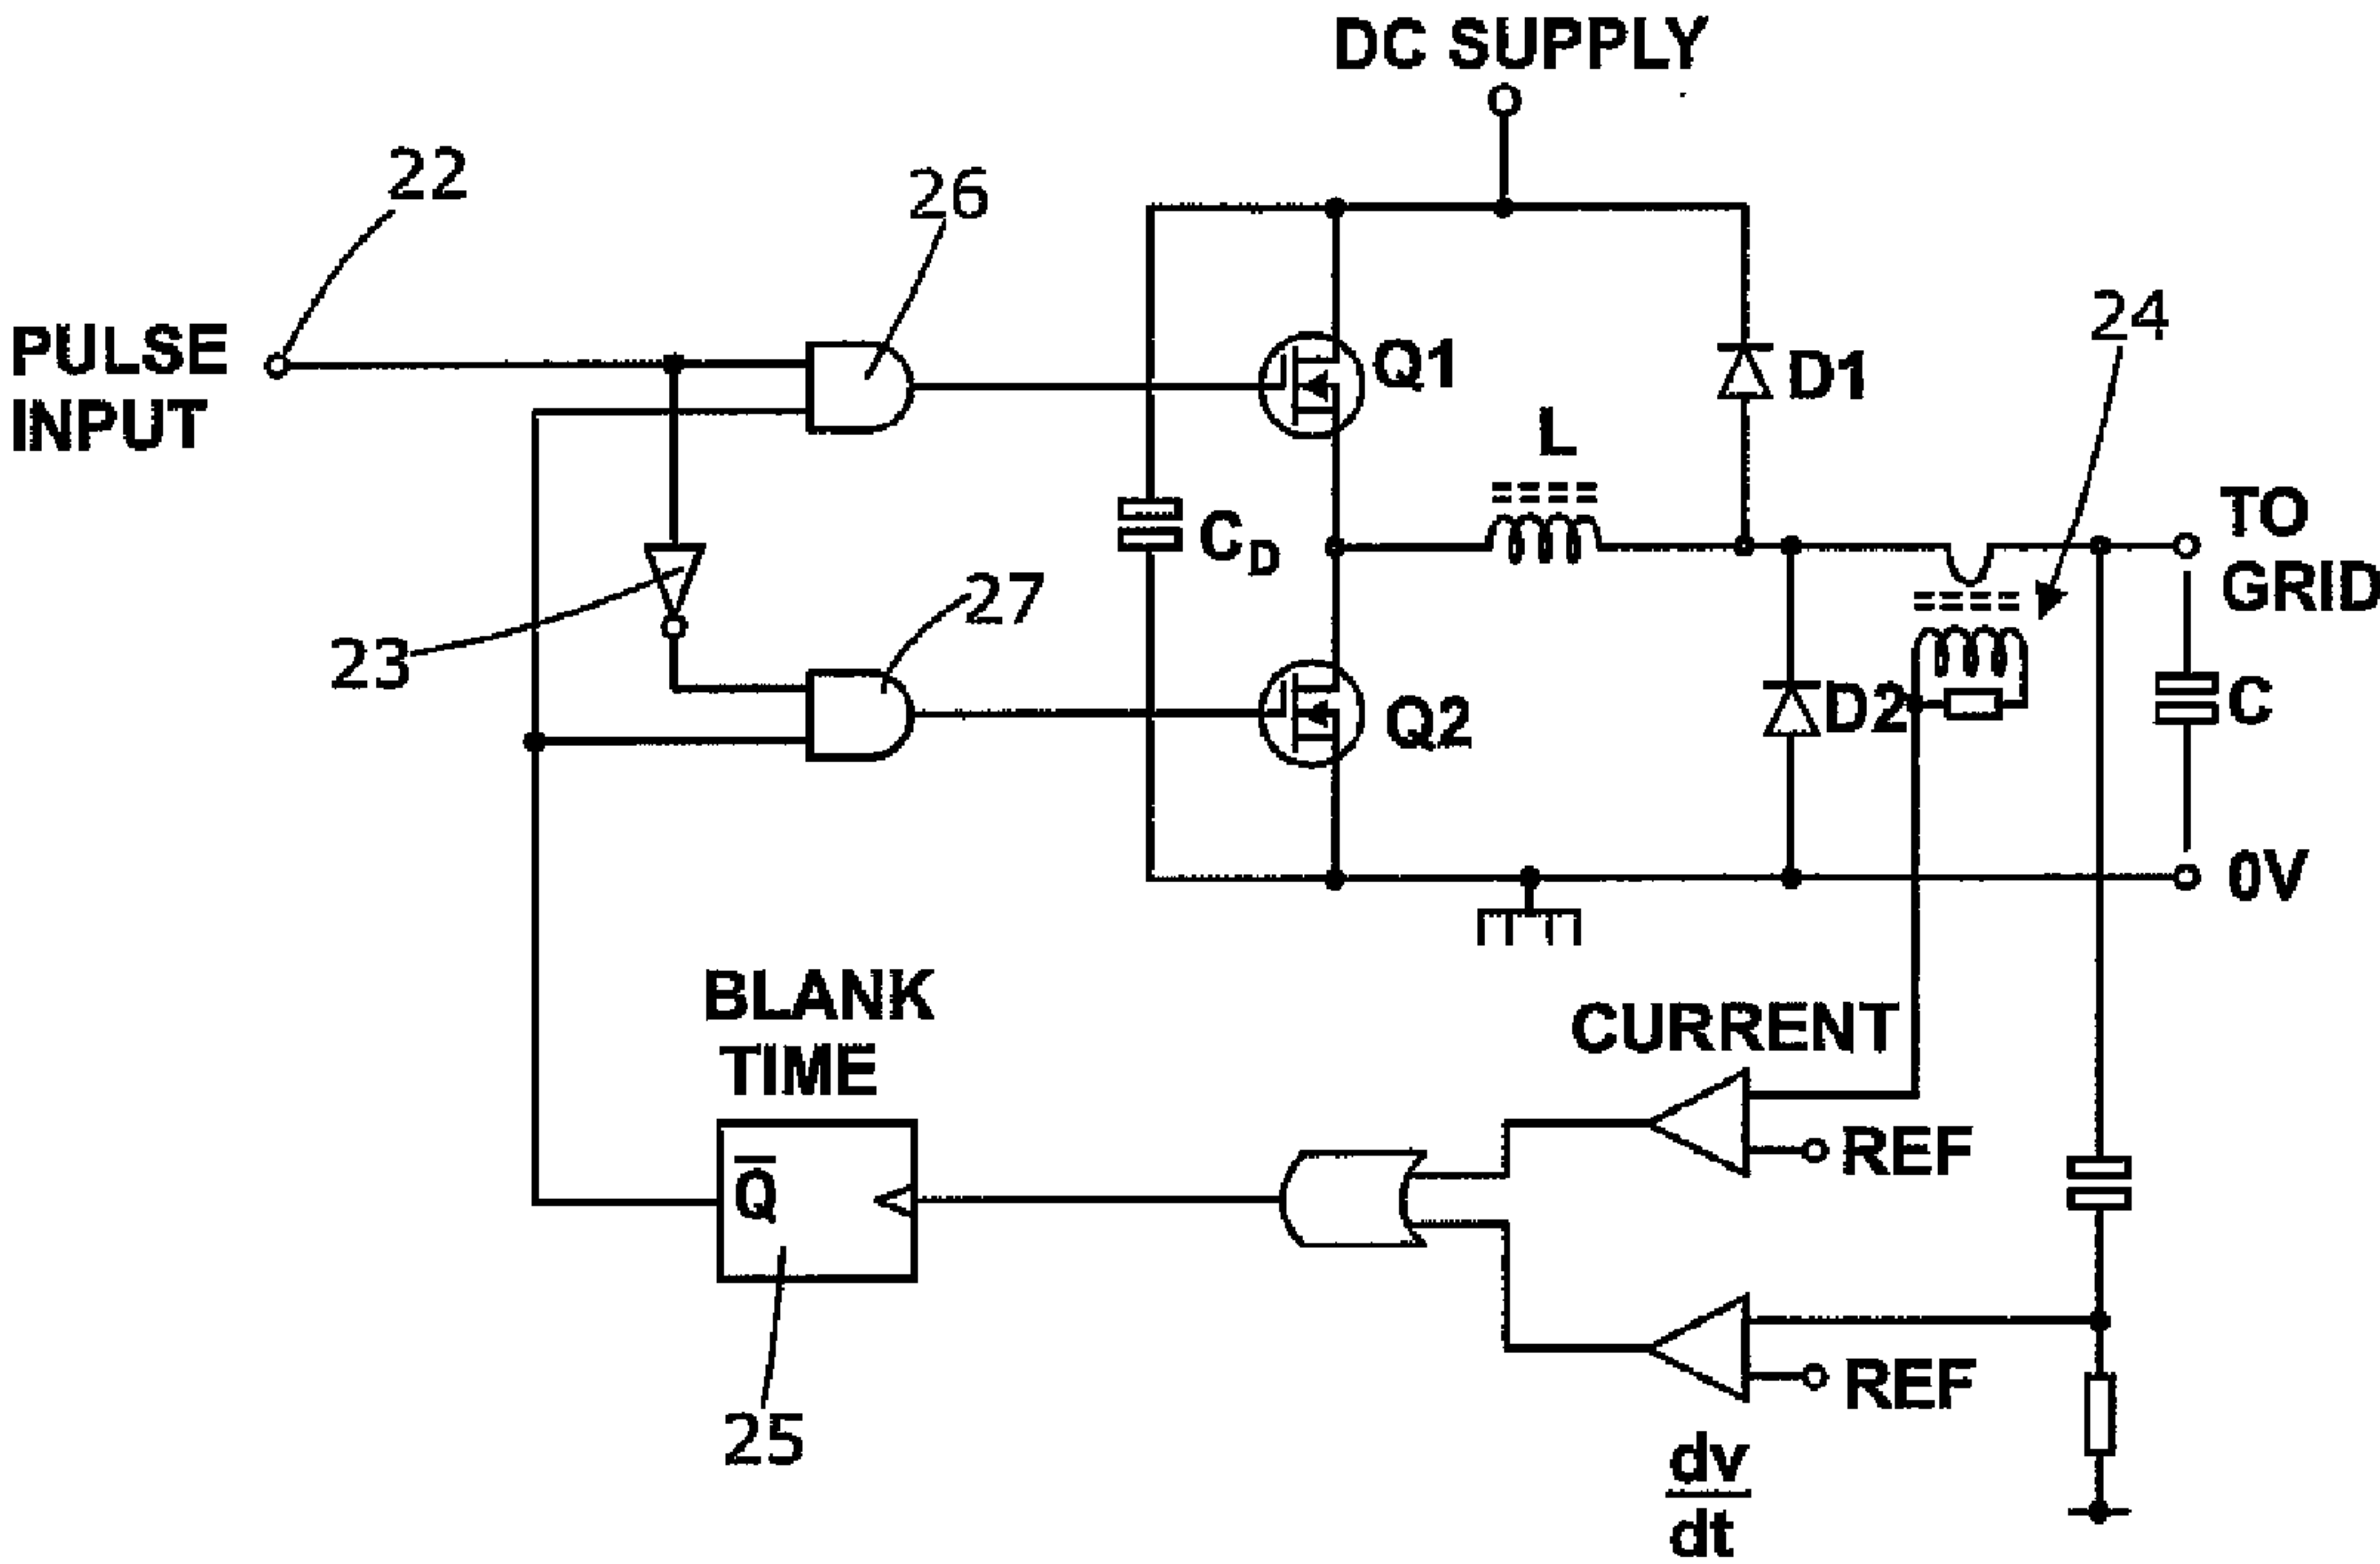 DC SUPPLY
22
26
24
PULSE
INPUT
Q1
D1
L
TO
GRID
C_D
23
27
Q2
D2
C
0V
BLANK
TIME
CURRENT
REF
Q̅
25
REF
dv
dt